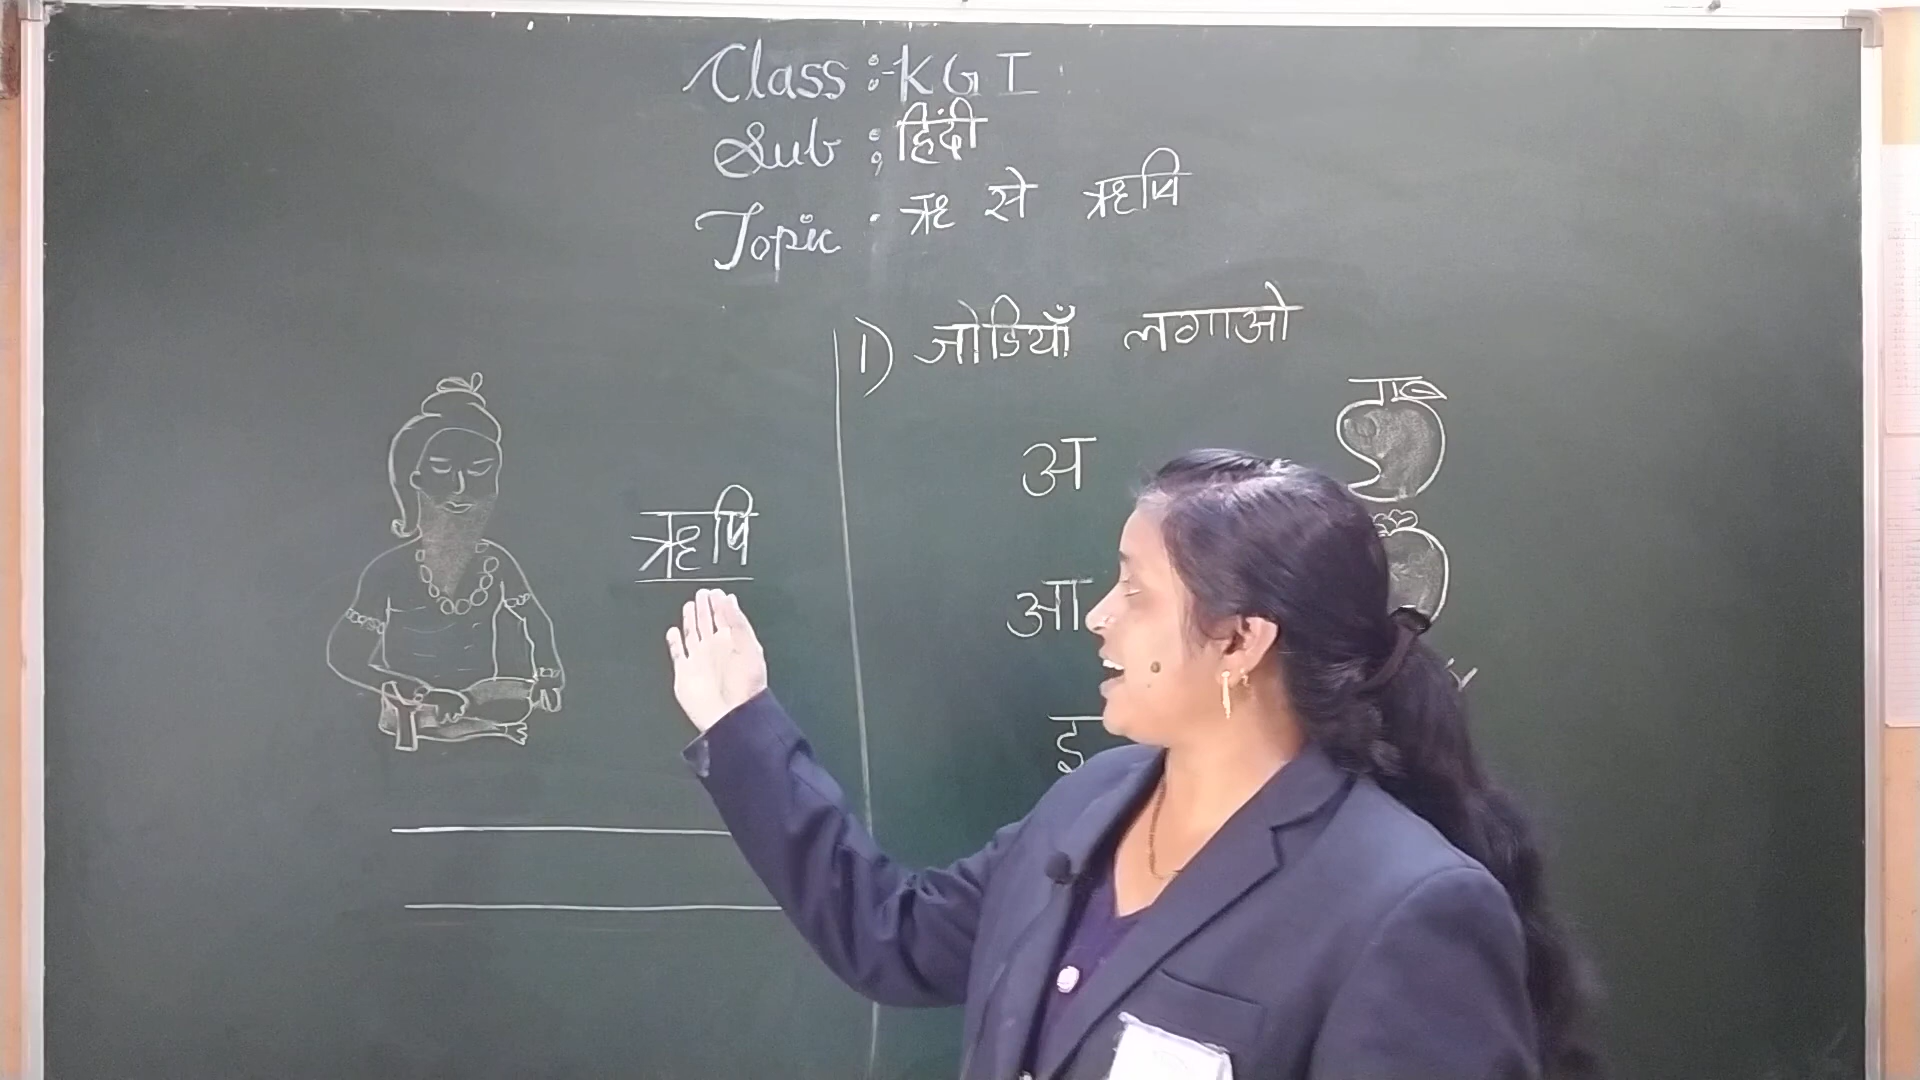 Class :- KG I
Sub : हिंदी
Topic : ऋ से ऋषि
ऋषि
1) जोडियाँ लगाओ
अ
आ
इ